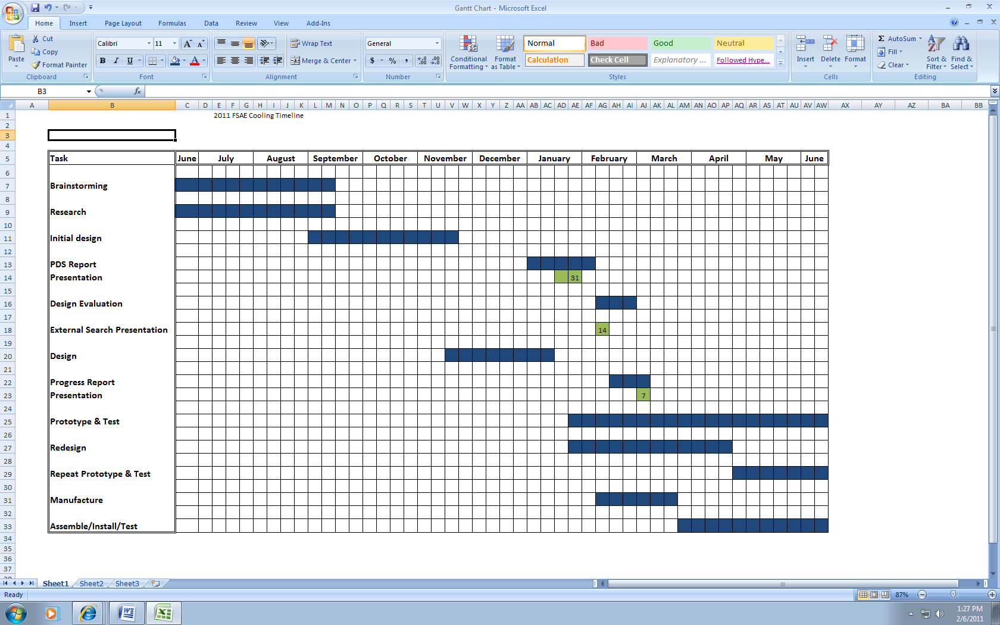 Gantt Chart - Microsoft Excel
Home Insert Page Layout Formulas Data Review View Add-Ins
Paste
Cut
Copy
Format Painter
Clipboard
Calibri 11
B I U
Font
Wrap Text
Merge & Center
Alignment
General
$ % ,
Number
Conditional Formatting
Format as Table
Normal Bad Good Neutral
Calculation Check Cell Explanatory ... Followed Hype...
Styles
Insert Delete Format
Cells
AutoSum
Fill
Clear
Sort & Filter
Find & Select
Editing
B3 fx
A B C D E F G H I J K L M N O P Q R S T U V W X Y Z AA AB AC AD AE AF AG AH AI AJ AK AL AM AN AO AP AQ AR AS AT AU AV AW AX AY AZ BA BB
1 2011 FSAE Cooling Timeline
2
3
4
5 Task June July August September October November December January February March April May June
6
7 Brainstorming
8
9 Research
10
11 Initial design
12
13 PDS Report
14 Presentation 31
15
16 Design Evaluation
17
18 External Search Presentation 14
19
20 Design
21
22 Progress Report
23 Presentation 7
24
25 Prototype & Test
26
27 Redesign
28
29 Repeat Prototype & Test
30
31 Manufacture
32
33 Assemble/Install/Test
34
35
36
37
38
Sheet1 Sheet2 Sheet3
Ready 87%
1:27 PM
2/6/2011